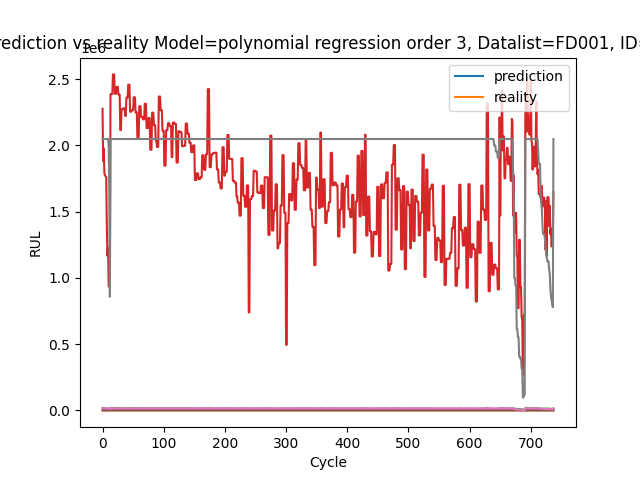 rediction vs reality Model=polynomial regression order 3, Datalist=FD001, ID=
1e6
prediction
reality
2.5
2.0
1.5
1.0
0.5
0.0
RUL
0 100 200 300 400 500 600 700
Cycle